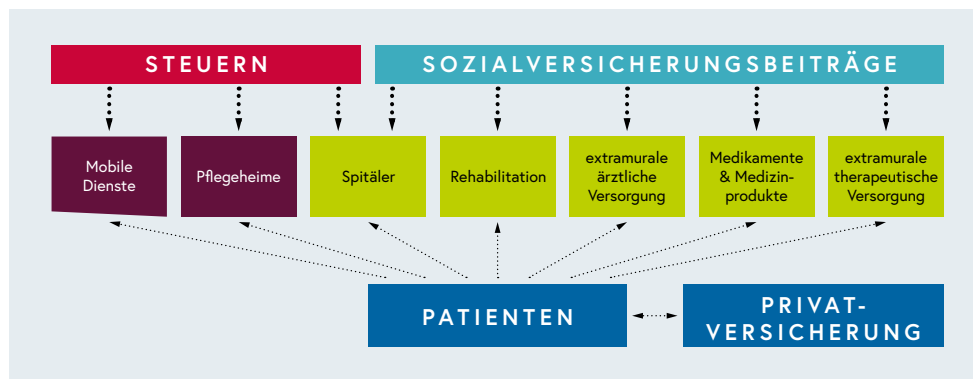 STEUERN
SOZIALVERSICHERUNGSBEITRÄGE
Mobile
Dienste
Pflegeheime
Spitäler
Rehabilitation
extramurale
ärztliche
Versorgung
Medikamente
& Medizin-
produkte
extramurale
therapeutische
Versorgung
PATIENTEN
PRIVAT-
VERSICHERUNG